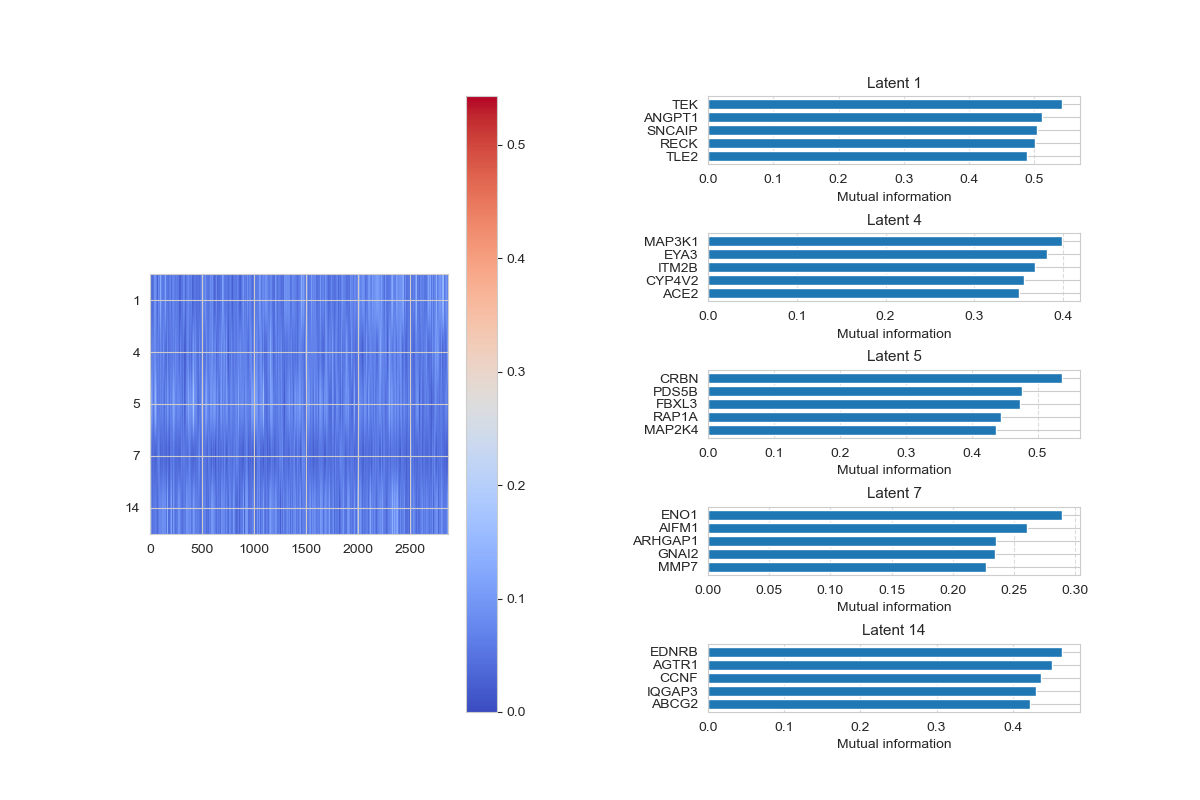 1
4
5
7
14
0 500 1000 1500 2000 2500
0.5
0.4
0.3
0.2
0.1
0.0
Latent 1
TEK
ANGPT1
SNCAIP
RECK
TLE2
0.0 0.1 0.2 0.3 0.4 0.5
Mutual information
Latent 4
MAP3K1
EYA3
ITM2B
CYP4V2
ACE2
0.0 0.1 0.2 0.3 0.4
Mutual information
Latent 5
CRBN
PDS5B
FBXL3
RAP1A
MAP2K4
0.0 0.1 0.2 0.3 0.4 0.5
Mutual information
Latent 7
ENO1
AIFM1
ARHGAP1
GNAI2
MMP7
0.00 0.05 0.10 0.15 0.20 0.25 0.30
Mutual information
Latent 14
EDNRB
AGTR1
CCNF
IQGAP3
ABCG2
0.0 0.1 0.2 0.3 0.4
Mutual information